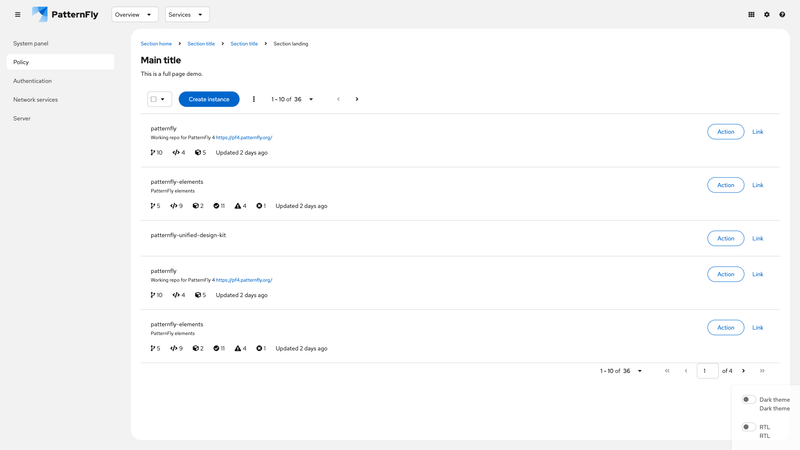 PatternFly
Overview
Services
System panel
Policy
Authentication
Network services
Server
Section home
Section title
Section title
Section landing
Main title
This is a full page demo.
Create instance
1 - 10 of 36
patternfly
Working repo for PatternFly 4 https://pf4.patternfly.org/
10 4 5 Updated 2 days ago
Action Link
patternfly-elements
PatternFly elements
5 9 2 11 4 1 Updated 2 days ago
Action Link
patternfly-unified-design-kit
Action Link
patternfly
Working repo for PatternFly 4 https://pf4.patternfly.org/
10 4 5 Updated 2 days ago
Action Link
patternfly-elements
PatternFly elements
5 9 2 11 4 1 Updated 2 days ago
Action Link
1 - 10 of 36 1 of 4
Dark theme
Dark theme
RTL
RTL